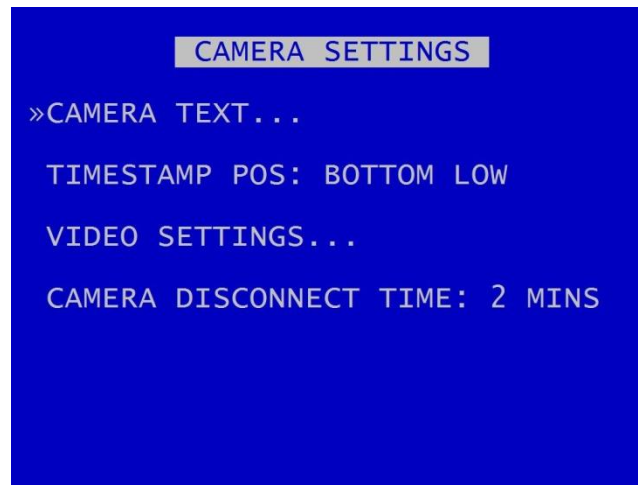 CAMERA SETTINGS
»CAMERA TEXT...
TIMESTAMP POS: BOTTOM LOW
VIDEO SETTINGS...
CAMERA DISCONNECT TIME: 2 MINS